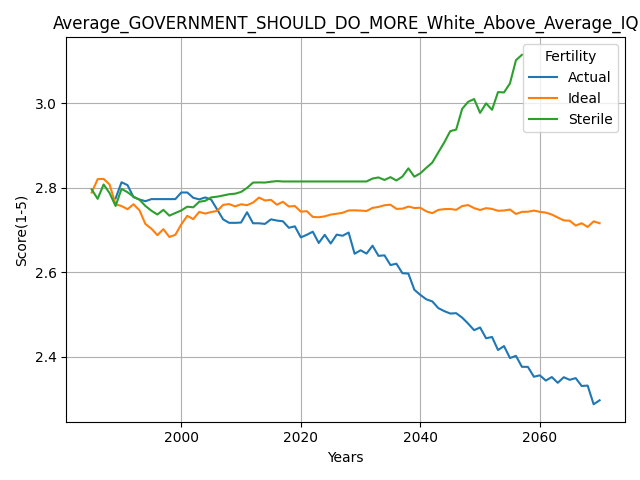 Average_GOVERNMENT_SHOULD_DO_MORE_White_Above_Average_IQ
Fertility
Actual
Ideal
Sterile
Score(1-5)
3.0
2.8
2.6
2.4
2000
2020
2040
2060
Years